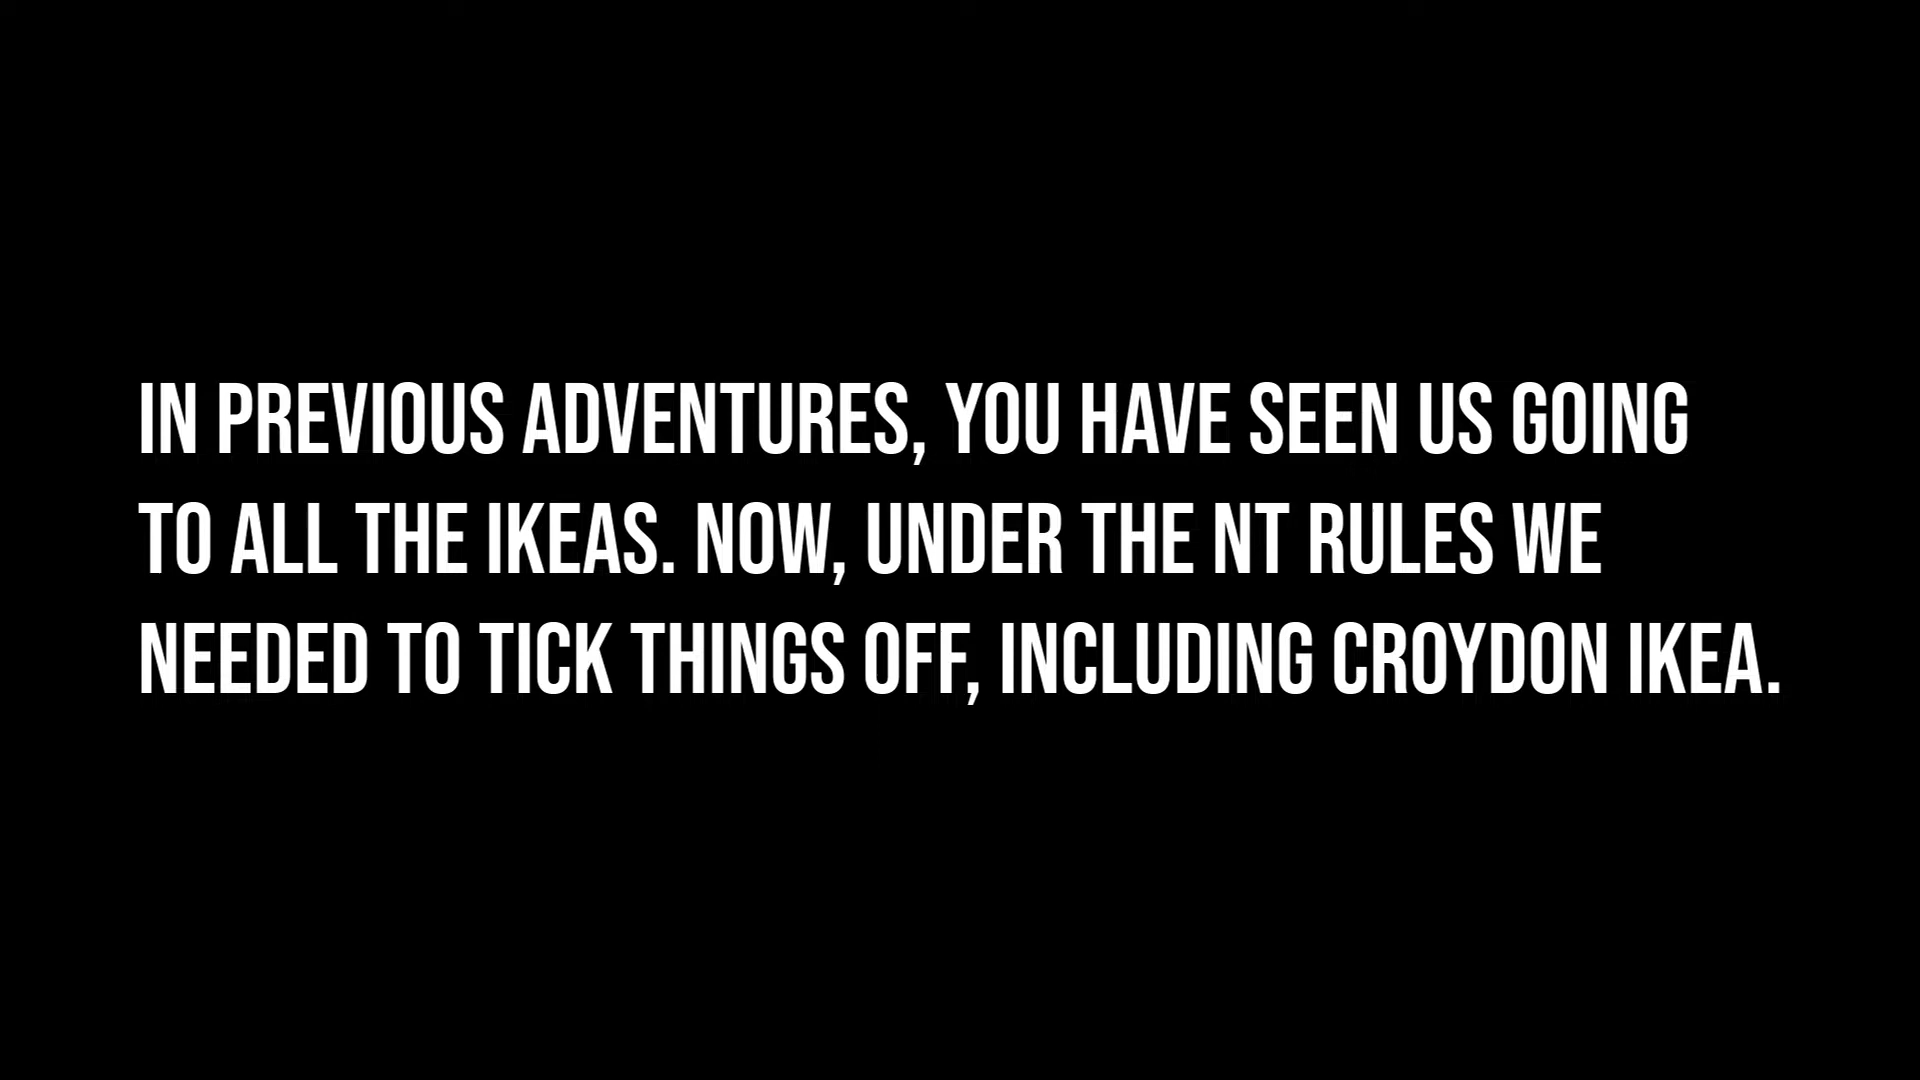 IN PREVIOUS ADVENTURES, YOU HAVE SEEN US GOING
TO ALL THE IKEAS. NOW, UNDER THE NT RULES WE
NEEDED TO TICK THINGS OFF, INCLUDING CROYDON IKEA.